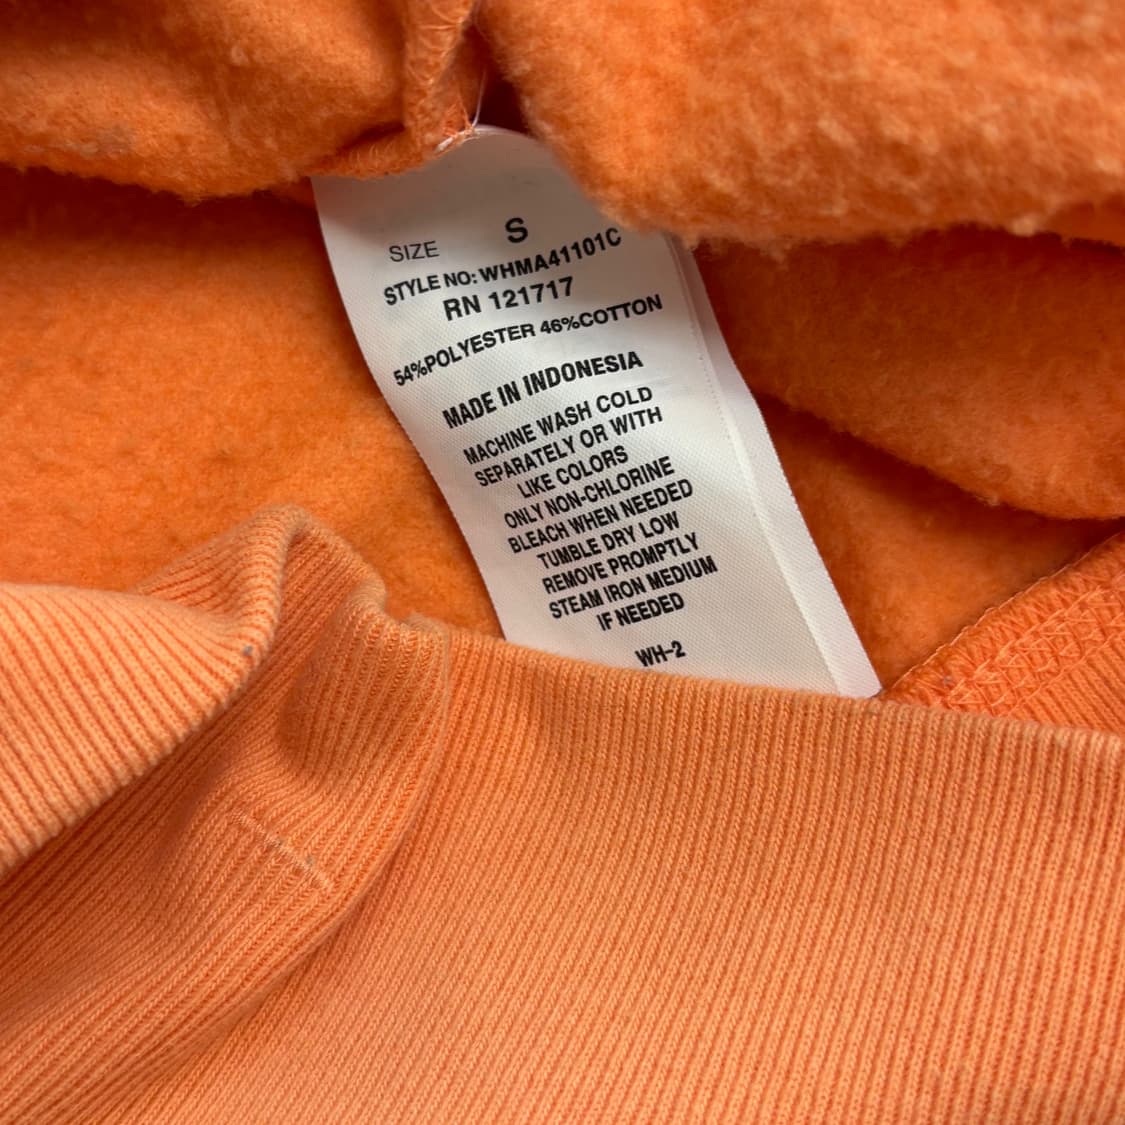 SIZE S
STYLE NO: WHMA41101C
RN 121717
54%POLYESTER 46%COTTON
MADE IN INDONESIA
MACHINE WASH COLD
SEPARATELY OR WITH
LIKE COLORS
ONLY NON-CHLORINE
BLEACH WHEN NEEDED
TUMBLE DRY LOW
REMOVE PROMPTLY
STEAM IRON MEDIUM
IF NEEDED
WH-2